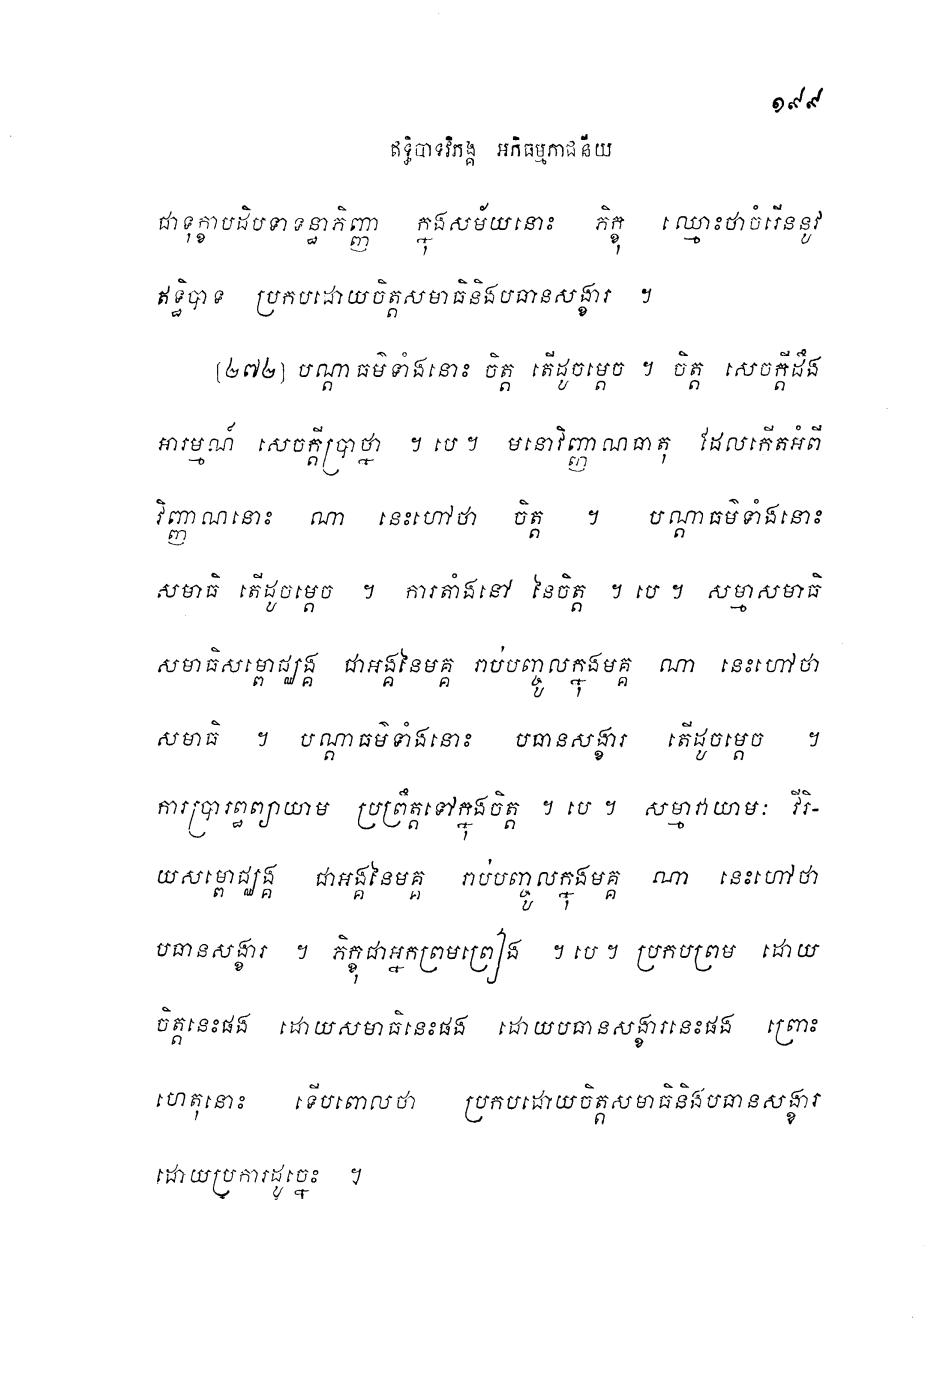 ១៩៩
ឥទ្ធិបាទវិភង្គ អភិធម្មភាជនីយ
ជាទុក្ខាបដិបទាទន្ធាភិញ្ញា ក្នុងសម័យនោះ ភិក្ខុ ឈ្មោះថាចំរើននូវ
ឥទ្ធិបាទ ប្រកបដោយចិត្តសមាធិនិងបធានសង្ខារ ។
(២៧២) បណ្តាធម៌ទាំងនោះ ចិត្ត តើដូចម្តេច ។ ចិត្ត សេចក្តីដឹង
អារម្មណ៍ សេចក្តីប្រាថ្នា ។ បេ ។ មនោវិញ្ញាណធាតុ ដែលកើតអំពី
វិញ្ញាណនោះ ណា នេះហៅថា ចិត្ត ។ បណ្តាធម៌ទាំងនោះ
សមាធិ តើដូចម្តេច ។ ការតាំងនៅ នៃចិត្ត ។ បេ ។ សម្មាសមាធិ
សមាធិសម្ពោជ្ឈង្គ ជាអង្គនៃមគ្គ រាប់បញ្ចូលក្នុងមគ្គ ណា នេះហៅថា
សមាធិ ។ បណ្តាធម៌ទាំងនោះ បធានសង្ខារ តើដូចម្តេច ។
ការប្រារព្ធព្យាយាម ប្រព្រឹត្តទៅក្នុងចិត្ត ។ បេ ។ សម្មាវាយាមៈ វីរិ-
យសម្ពោជ្ឈង្គ ជាអង្គនៃមគ្គ រាប់បញ្ចូលក្នុងមគ្គ ណា នេះហៅថា
បធានសង្ខារ ។ ភិក្ខុជាអ្នកព្រមព្រៀង ។ បេ ។ ប្រកបព្រម ដោយ
ចិត្តនេះផង ដោយសមាធិនេះផង ដោយបធានសង្ខារនេះផង ព្រោះ
ហេតុនោះ ទើបពោលថា ប្រកបដោយចិត្តសមាធិនិងបធានសង្ខារ
ដោយប្រការដូច្នេះ ។